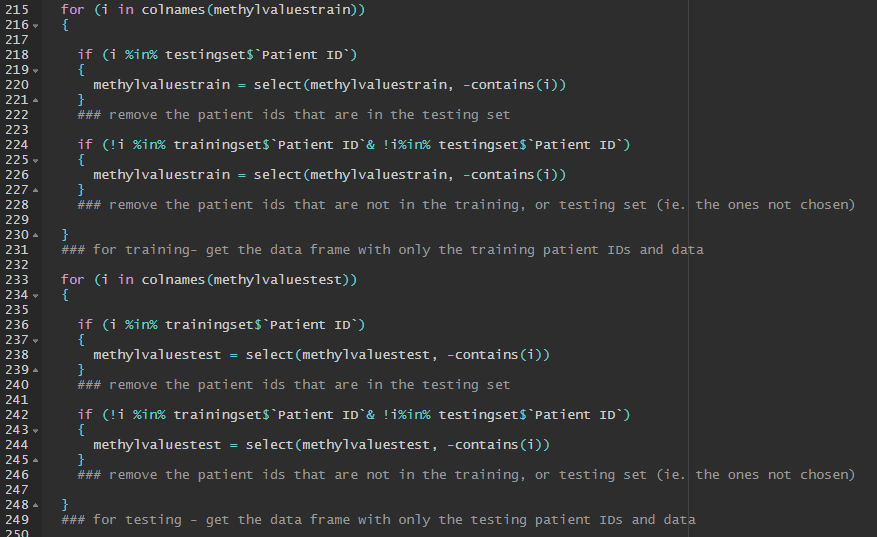 215 for (i in colnames(methylvaluestrain))
216 {
217
218 if (i %in% testingset$`Patient ID`)
219 {
220 methylvaluestrain = select(methylvaluestrain, -contains(i))
221 }
222 ### remove the patient ids that are in the testing set
223
224 if (!i %in% trainingset$`Patient ID`& !i%in% testingset$`Patient ID`)
225 {
226 methylvaluestrain = select(methylvaluestrain, -contains(i))
227 }
228 ### remove the patient ids that are not in the training, or testing set (ie. the ones not chosen)
229
230 }
231 ### for training- get the data frame with only the training patient IDs and data
232
233 for (i in colnames(methylvaluestest))
234 {
235
236 if (i %in% trainingset$`Patient ID`)
237 {
238 methylvaluestest = select(methylvaluestest, -contains(i))
239 }
240 ### remove the patient ids that are in the testing set
241
242 if (!i %in% trainingset$`Patient ID`& !i%in% testingset$`Patient ID`)
243 {
244 methylvaluestest = select(methylvaluestest, -contains(i))
245 }
246 ### remove the patient ids that are not in the training, or testing set (ie. the ones not chosen)
247
248 }
249 ### for testing - get the data frame with only the testing patient IDs and data
250